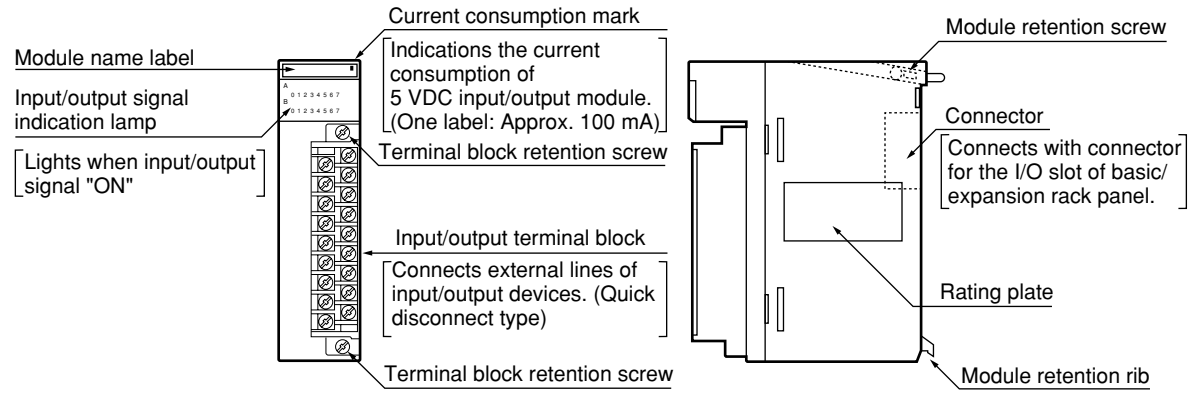 Current consumption mark
Indications the current
consumption of
5 VDC input/output module.
(One label: Approx. 100 mA)
Module name label
Input/output signal
indication lamp
Lights when input/output
signal "ON"
A
0 1 2 3 4 5 6 7
B
0 1 2 3 4 5 6 7
Terminal block retention screw
Input/output terminal block
Connects external lines of
input/output devices. (Quick
disconnect type)
Terminal block retention screw
Module retention screw
Connector
Connects with connector
for the I/O slot of basic/
expansion rack panel.
Rating plate
Module retention rib